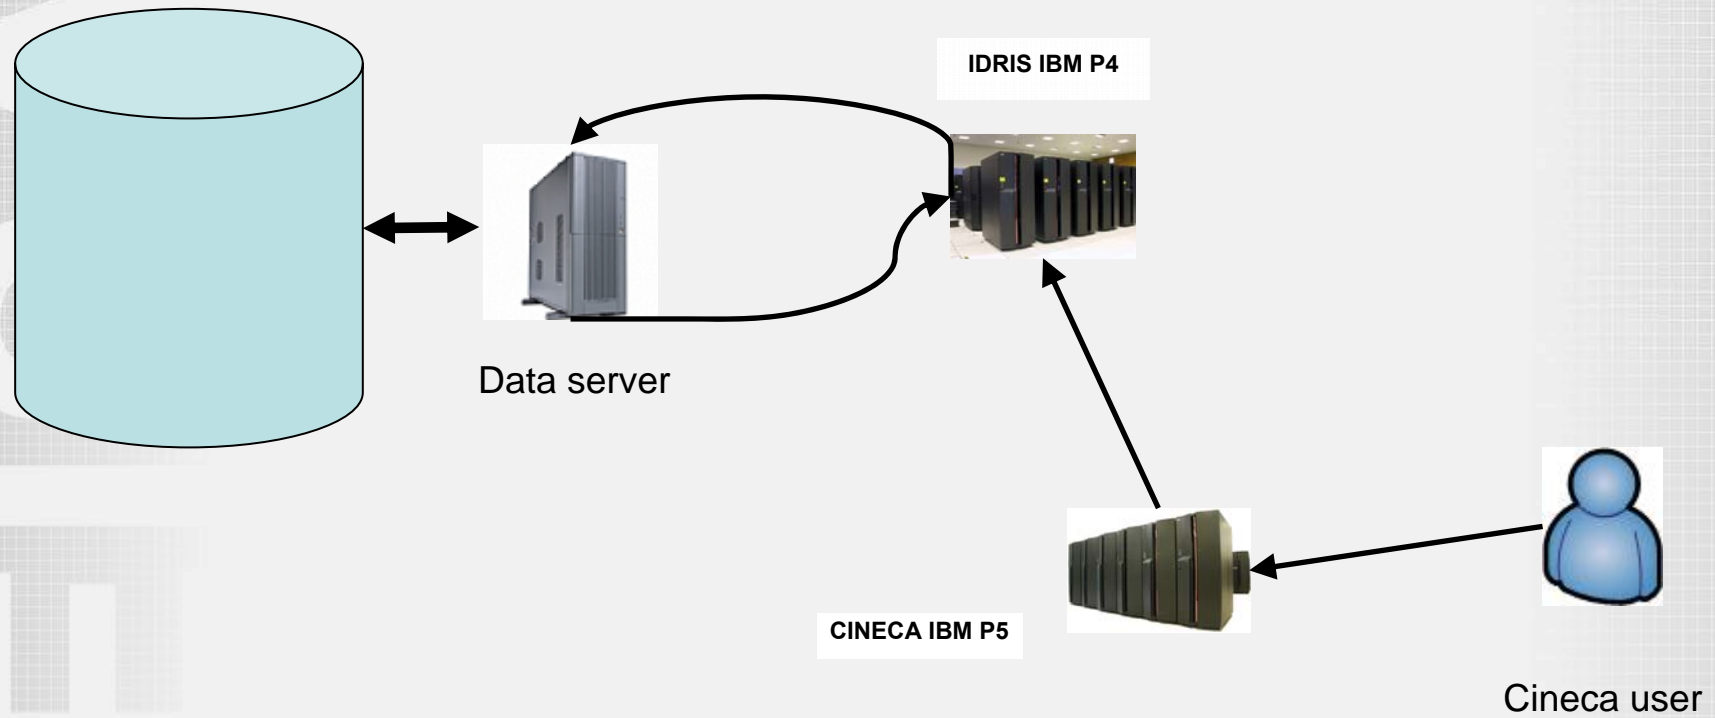 IDRIS IBM P4
Data server
CINECA IBM P5
Cineca user